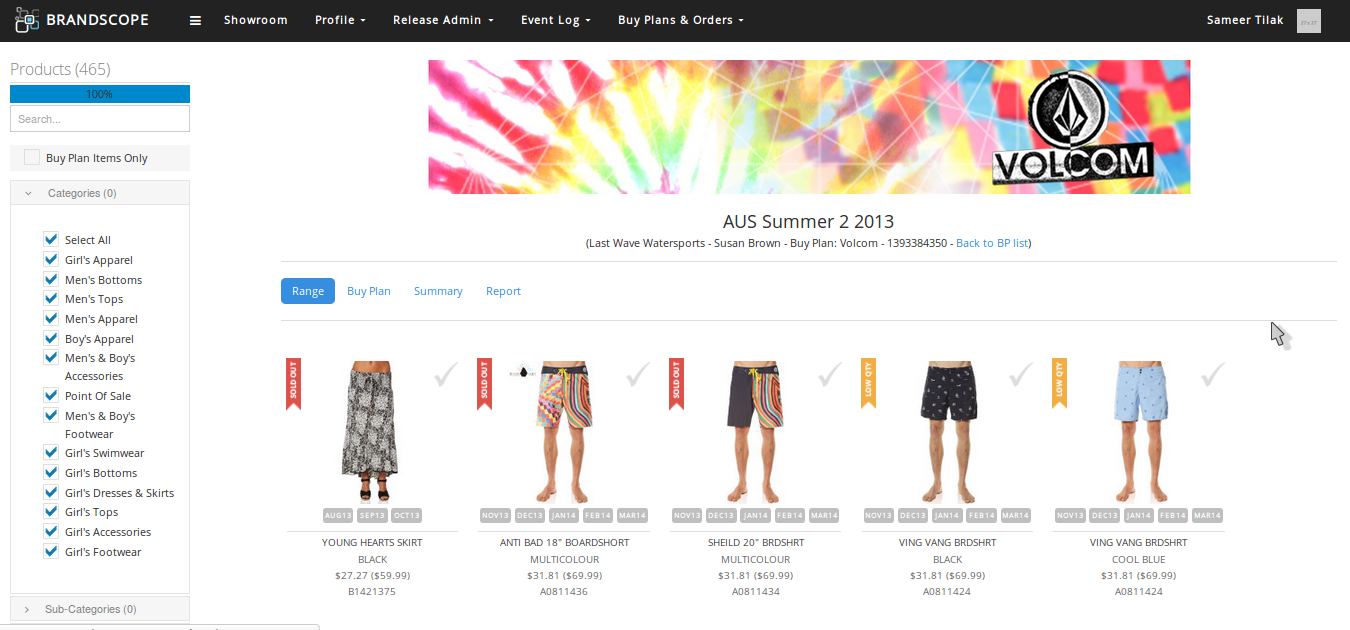 BRANDSCOPE
Showroom
Profile
Release Admin
Event Log
Buy Plans & Orders
Sameer Tilak
Products (465)
100%
Search...
Buy Plan Items Only
Categories (0)
Select All
Girl's Apparel
Men's Bottoms
Men's Tops
Men's Apparel
Boy's Apparel
Men's & Boy's
Accessories
Point Of Sale
Men's & Boy's
Footwear
Girl's Swimwear
Girl's Bottoms
Girl's Dresses & Skirts
Girl's Tops
Girl's Accessories
Girl's Footwear
Sub-Categories (0)
VOLCOM
AUS Summer 2 2013
(Last Wave Watersports - Susan Brown - Buy Plan: Volcom - 1393384350 - Back to BP list)
Range
Buy Plan
Summary
Report
SOLD OUT
AUG13 SEP13 OCT13
YOUNG HEARTS SKIRT
BLACK
$27.27 ($59.99)
B1421375
SOLD OUT
NOV13 DEC13 JAN14 FEB14 MAR14
ANTI BAD 18" BOARDSHORT
MULTICOLOUR
$31.81 ($69.99)
A0811436
SOLD OUT
NOV13 DEC13 JAN14 FEB14 MAR14
SHEILD 20" BRDSHRT
MULTICOLOUR
$31.81 ($69.99)
A0811434
LOW QTY
NOV13 DEC13 JAN14 FEB14 MAR14
VING VANG BRDSHRT
BLACK
$31.81 ($69.99)
A0811424
LOW QTY
NOV13 DEC13 JAN14 FEB14 MAR14
VING VANG BRDSHRT
COOL BLUE
$31.81 ($69.99)
A0811424